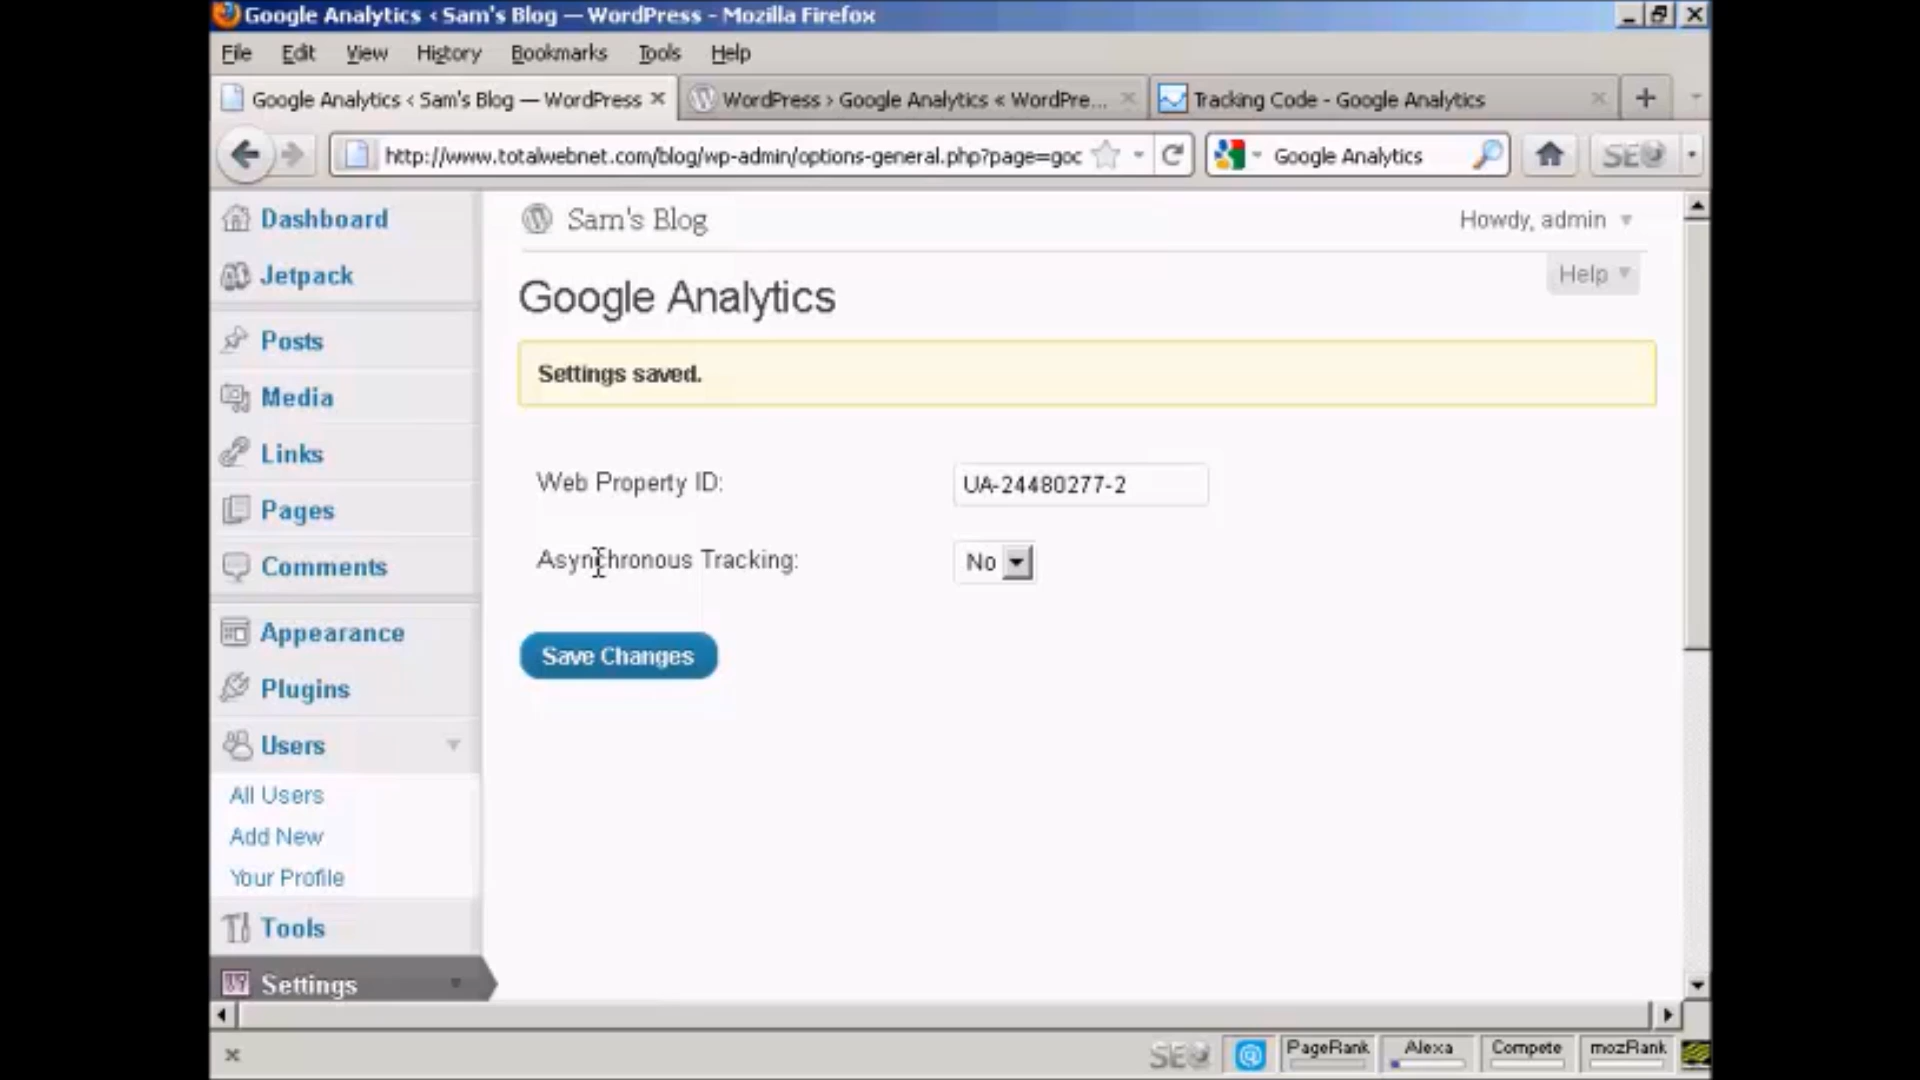 Google Analytics ‹ Sam's Blog — WordPress - Mozilla Firefox
File Edit View History Bookmarks Tools Help
Google Analytics ‹ Sam's Blog — WordPress
WordPress › Google Analytics « WordPre...
Tracking Code - Google Analytics
http://www.totalwebnet.com/blog/wp-admin/options-general.php?page=goc
Google Analytics
SEO
Dashboard
Jetpack
Posts
Media
Links
Pages
Comments
Appearance
Plugins
Users
All Users
Add New
Your Profile
Tools
Settings
Sam's Blog
Howdy, admin
Help
Google Analytics
Settings saved.
Web Property ID: UA-24480277-2
Asynchronous Tracking: No
Save Changes
SEO PageRank Alexa Compete mozRank